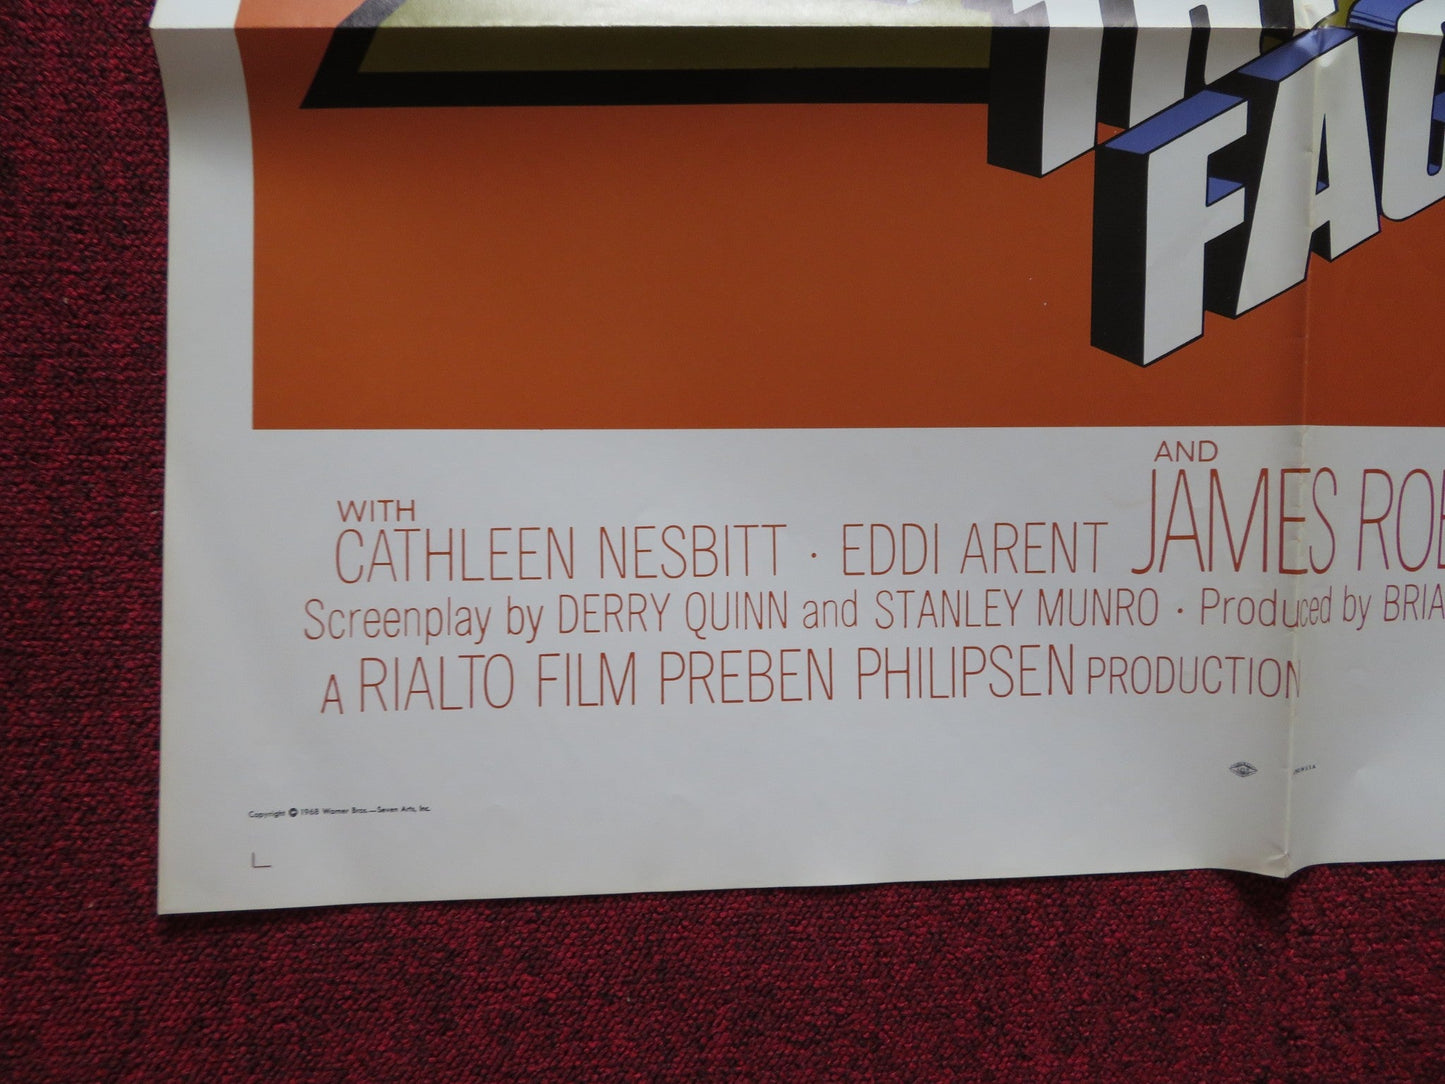 FAC
AND
WITH
CATHLEEN NESBITT · EDDI ARENT JAMES ROB
Screenplay by DERRY QUINN and STANLEY MUNRO · Produced by BRIA
A RIALTO FILM PREBEN PHILIPSEN PRODUCTION
Copyright © 1968 Warner Bros.—Seven Arts, Inc.